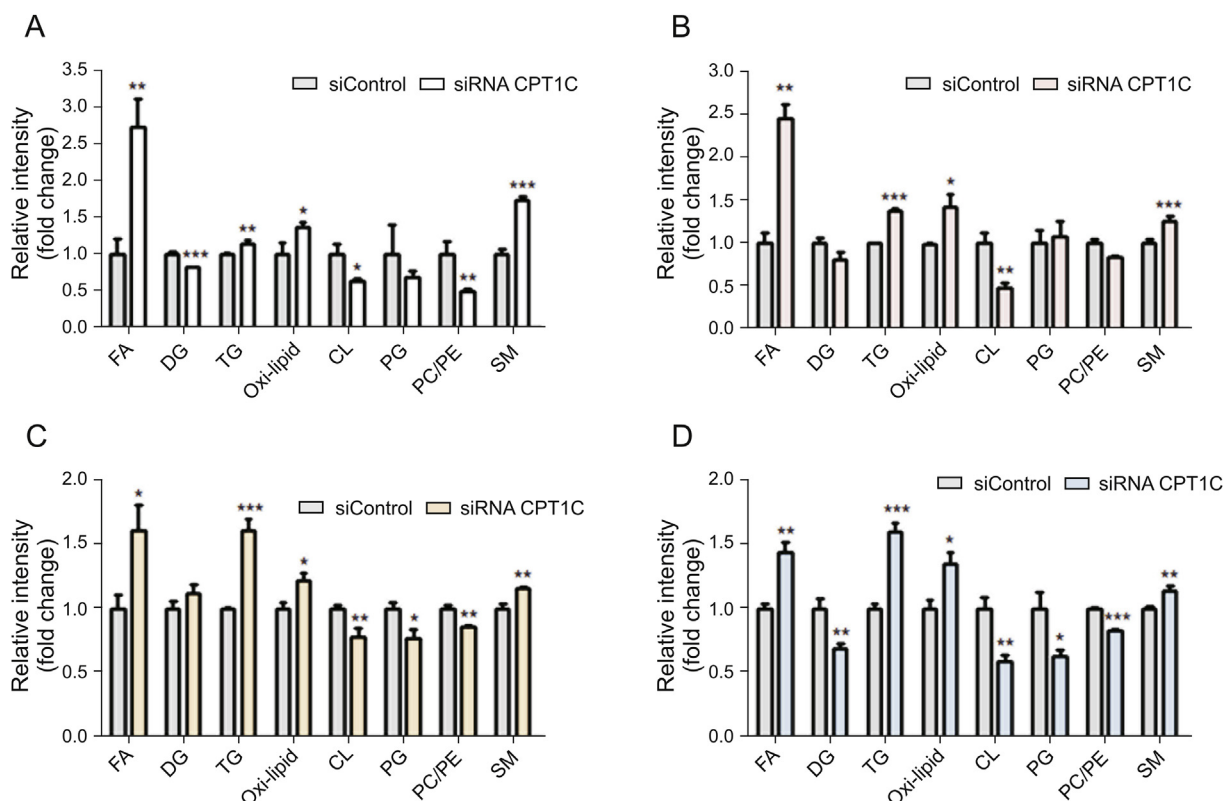 A
Relative intensity
(fold change)
3.5
3.0
2.5
2.0
1.5
1.0
0.5
0.0
siControl siRNA CPT1C
** *** ** * * ** ***
FA DG TG Oxi-lipid CL PG PC/PE SM
B
Relative intensity
(fold change)
3.0
2.5
2.0
1.5
1.0
0.5
0.0
siControl siRNA CPT1C
** *** * ** ***
FA DG TG Oxi-lipid CL PG PC/PE SM
C
Relative intensity
(fold change)
2.0
1.5
1.0
0.5
0.0
siControl siRNA CPT1C
* *** * ** * ** **
FA DG TG Oxi-lipid CL PG PC/PE SM
D
Relative intensity
(fold change)
2.0
1.5
1.0
0.5
0.0
siControl siRNA CPT1C
** ** *** * ** * *** **
FA DG TG Oxi-lipid CL PG PC/PE SM